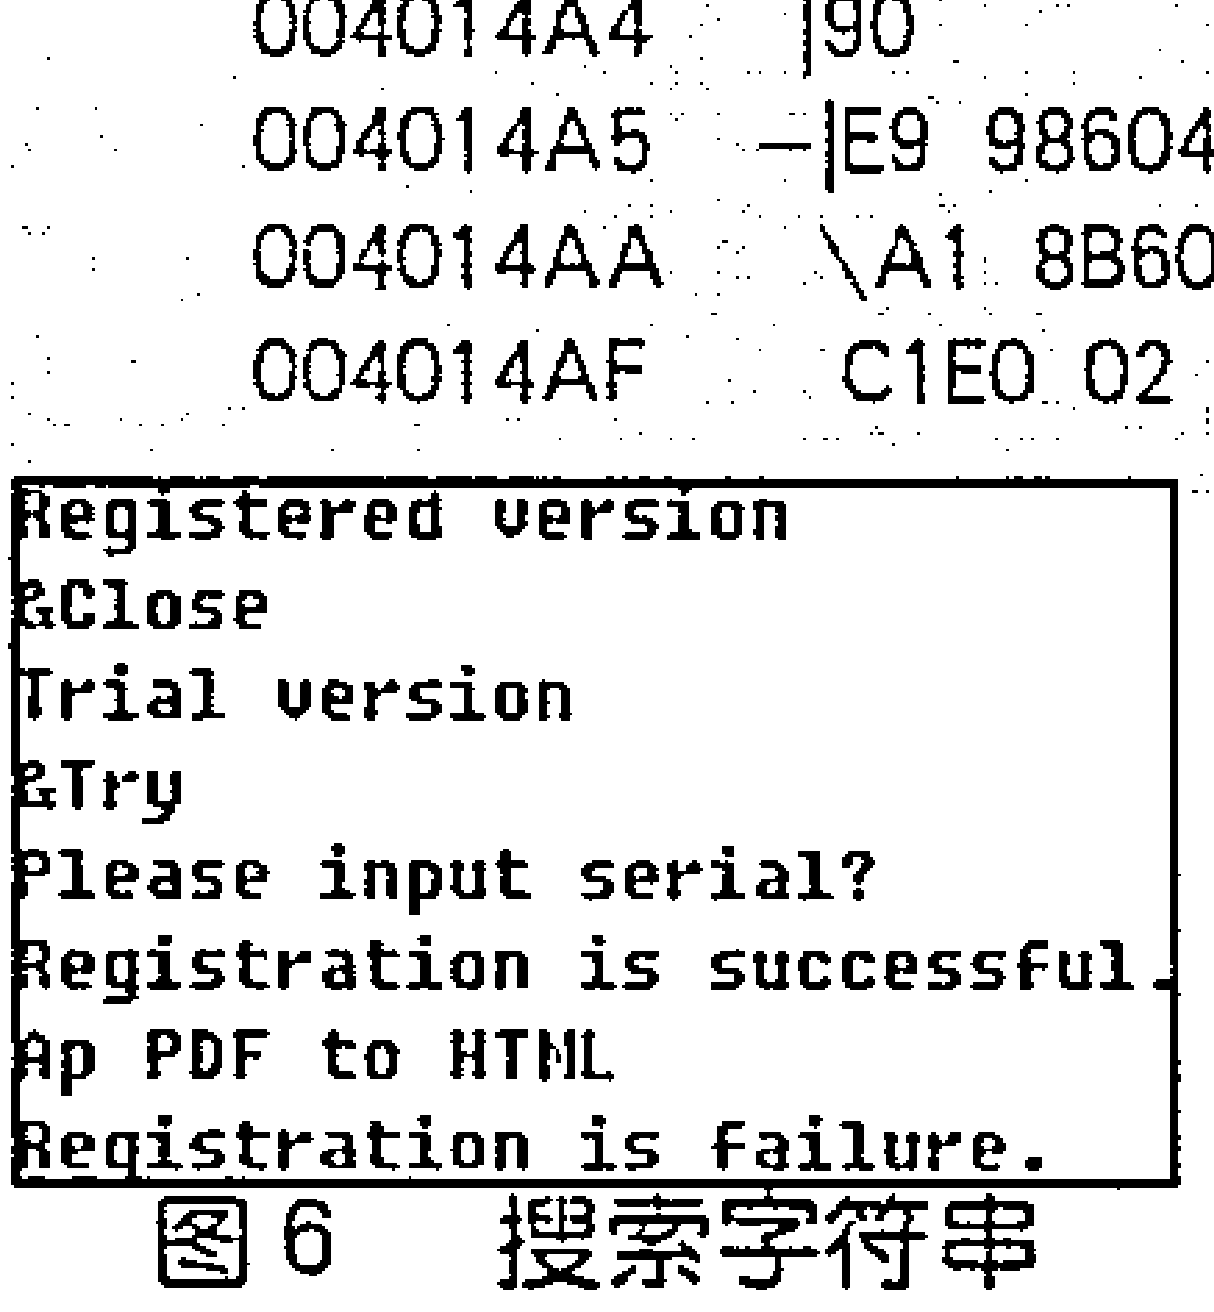 004014A4 |90
004014A5 -|E9 98604
004014AA \A1 8B60
004014AF C1E0 02
Registered version
&Close
Trial version
&Try
Please input serial?
Registration is successful.
Ap PDF to HTML
Registration is failure.
图6 搜索字符串